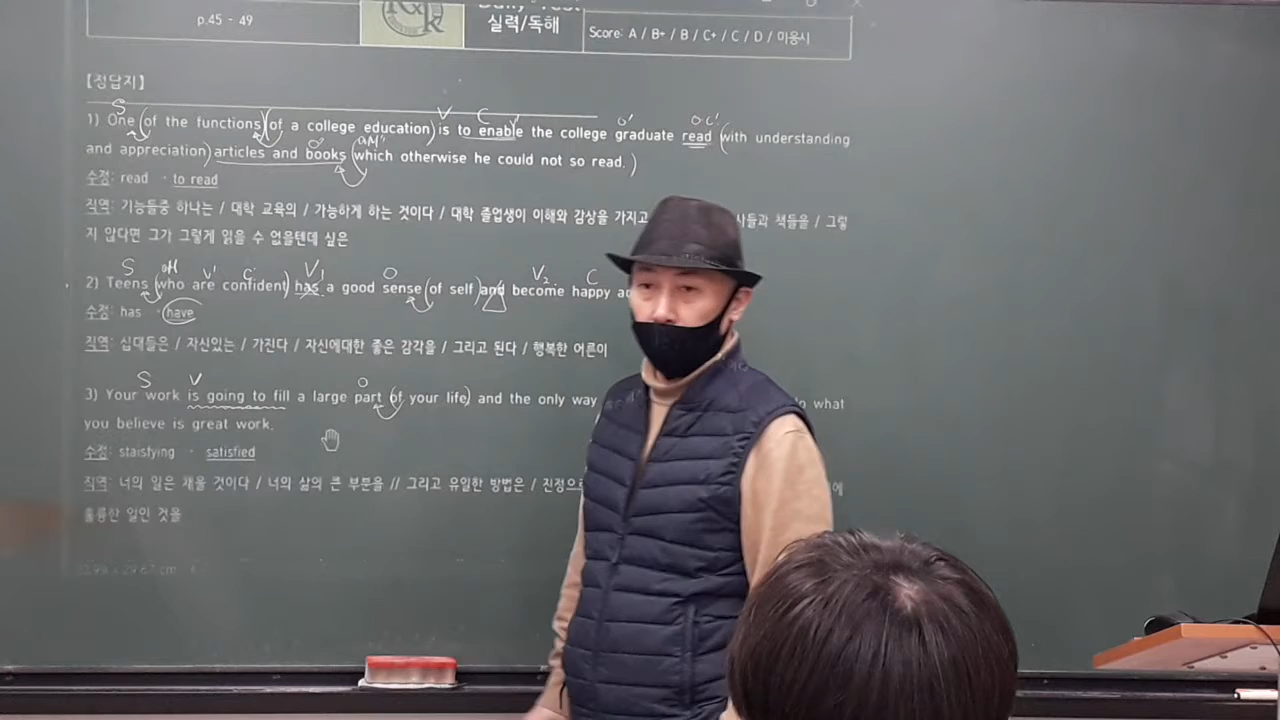 p.45 - 49
실력/독해
Score: A / B+ / B / C+ / C / D / 미응시
【정답지】
S V C V' O' O.C'
1) One (of the functions)(of a college education) is to enable the college graduate read (with understanding
O'
and appreciation) articles and books (which otherwise he could not so read.)
수정: read · to read
직역: 기능들중 하나는 / 대학 교육의 / 가능하게 하는 것이다 / 대학 졸업생이 이해와 감상을 가지고 사들과 책들을 / 그렇
지 않다면 그가 그렇게 읽을 수 없을텐데 싶은
S V' C' V1 O V2 C
2) Teens (who are confident) has a good sense (of self) and become happy
수정: has · have
직역: 십대들은 / 자신있는 / 가진다 / 자신에대한 좋은 감각을 / 그리고 된다 / 행복한 어른이
S V O
3) Your work is going to fill a large part (of your life) and the only way what
you believe is great work.
수정: staisfying · satisfied
직역: 너의 일은 채울 것이다 / 너의 삶의 큰 부분을 // 그리고 유일한 방법은 / 진정으
훌륭한 일인 것을